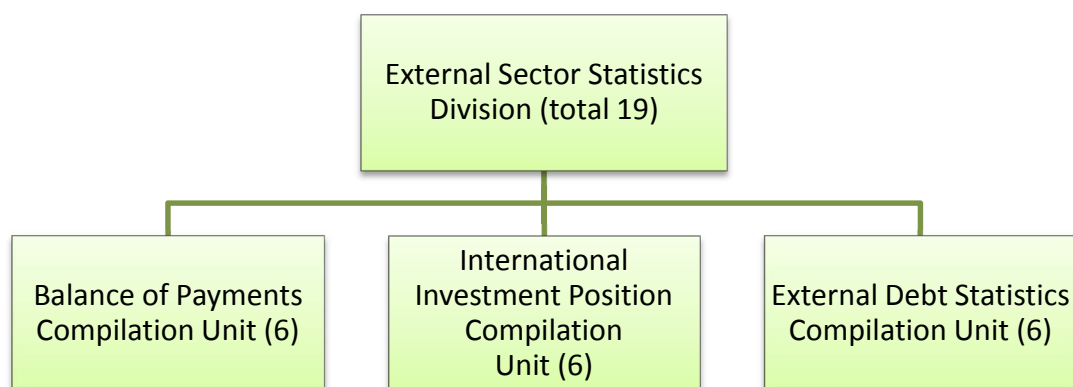 External Sector Statistics
Division (total 19)
Balance of Payments
Compilation Unit (6)
International
Investment Position
Compilation
Unit (6)
External Debt Statistics
Compilation Unit (6)